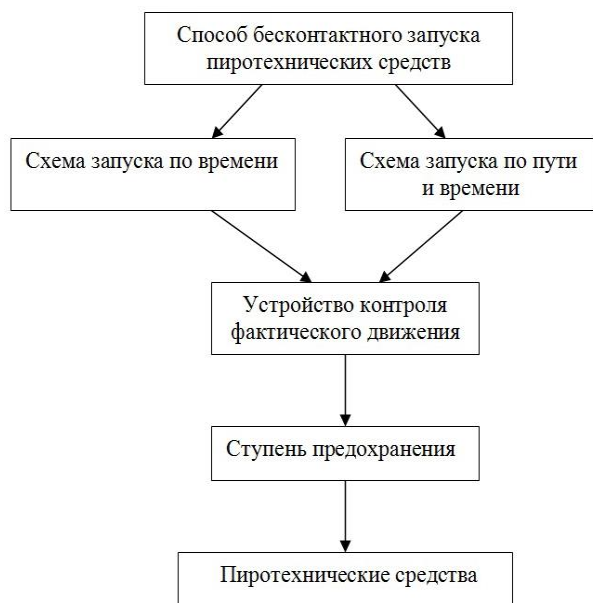 Способ бесконтактного запуска
пиротехнических средств
Схема запуска по времени
Схема запуска по пути
и времени
Устройство контроля
фактического движения
Ступень предохранения
Пиротехнические средства